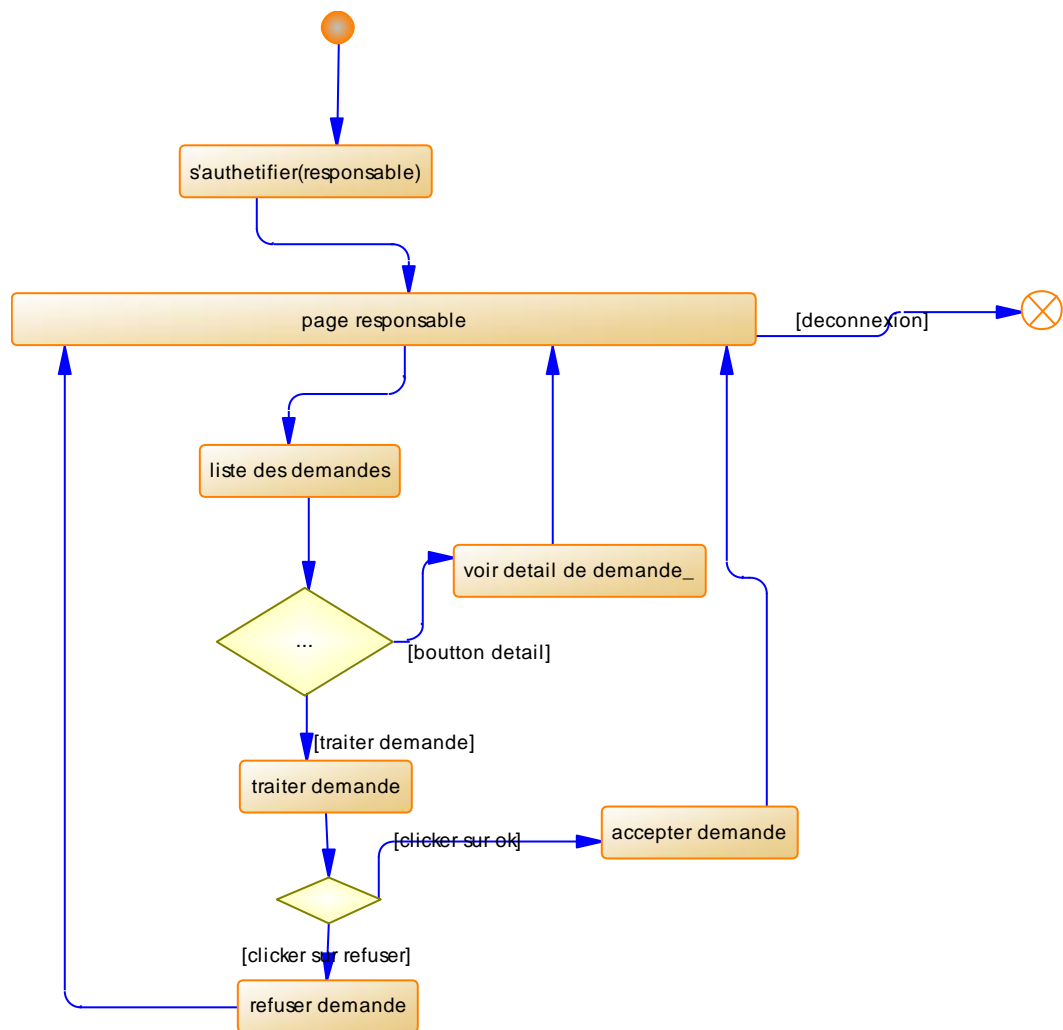 s'authetifier(responsable)
page responsable
[deconnexion]
liste des demandes
voir detail de demande_
...
[boutton detail]
[traiter demande]
traiter demande
[clicker sur ok]
accepter demande
[clicker sur refuser]
refuser demande